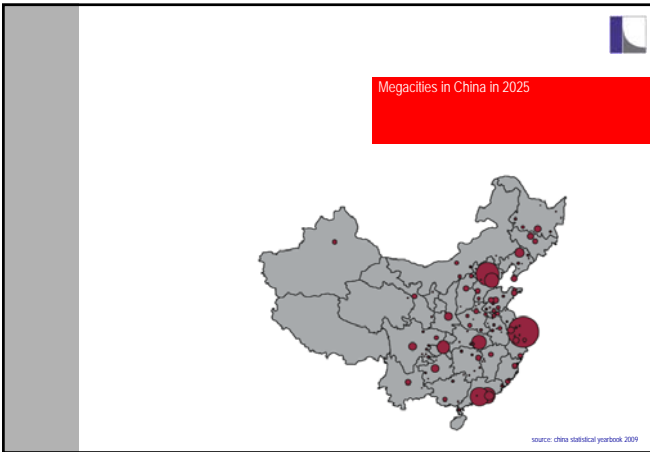 Megacities in China in 2025
source: china statistical yearbook 2009